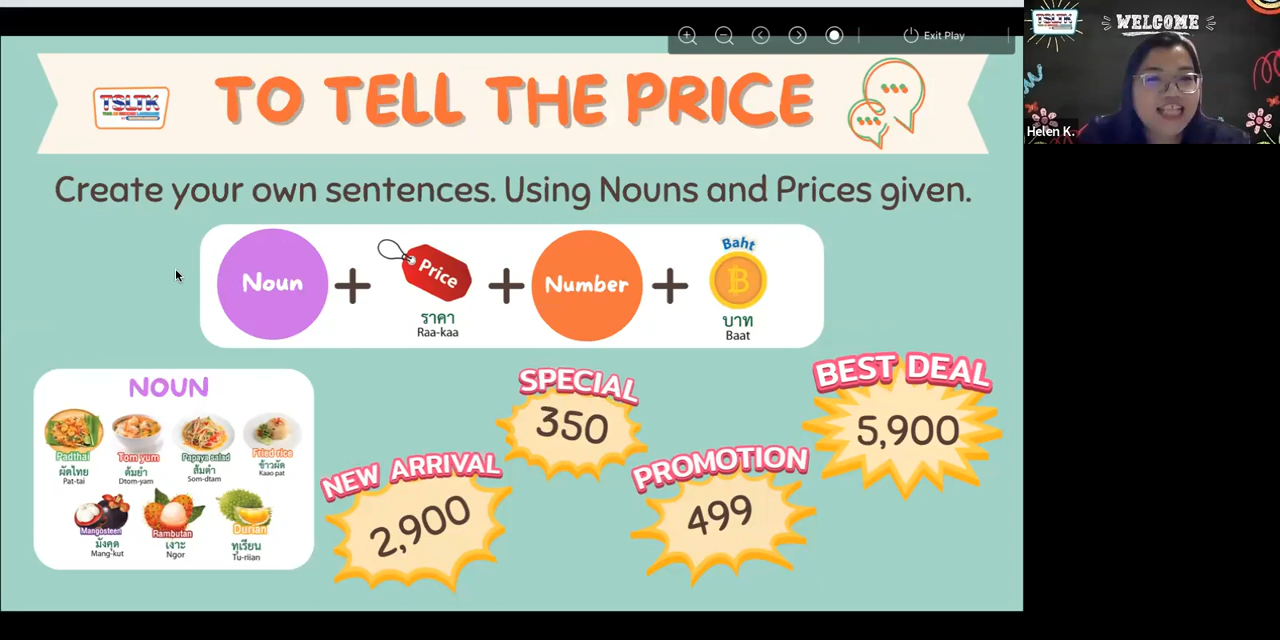 Exit Play
TSLTK
WELCOME
Helen K.
TSLTK
TO TELL THE PRICE
Create your own sentences. Using Nouns and Prices given.
Noun + Price + Number + Baht
ราคา
Raa-kaa
บาท
Baat
NOUN
Padthai
ผัดไทย
Pat-tai
Tom yum
ต้มยำ
Dtom-yam
Papaya salad
ส้มตำ
Som-dtam
Fried rice
ข้าวผัด
Kaao pat
Mangosteen
มังคุด
Mang-kut
Rambutan
เงาะ
Ngor
Durian
ทุเรียน
Tu-riian
NEW ARRIVAL
2,900
SPECIAL
350
PROMOTION
499
BEST DEAL
5,900